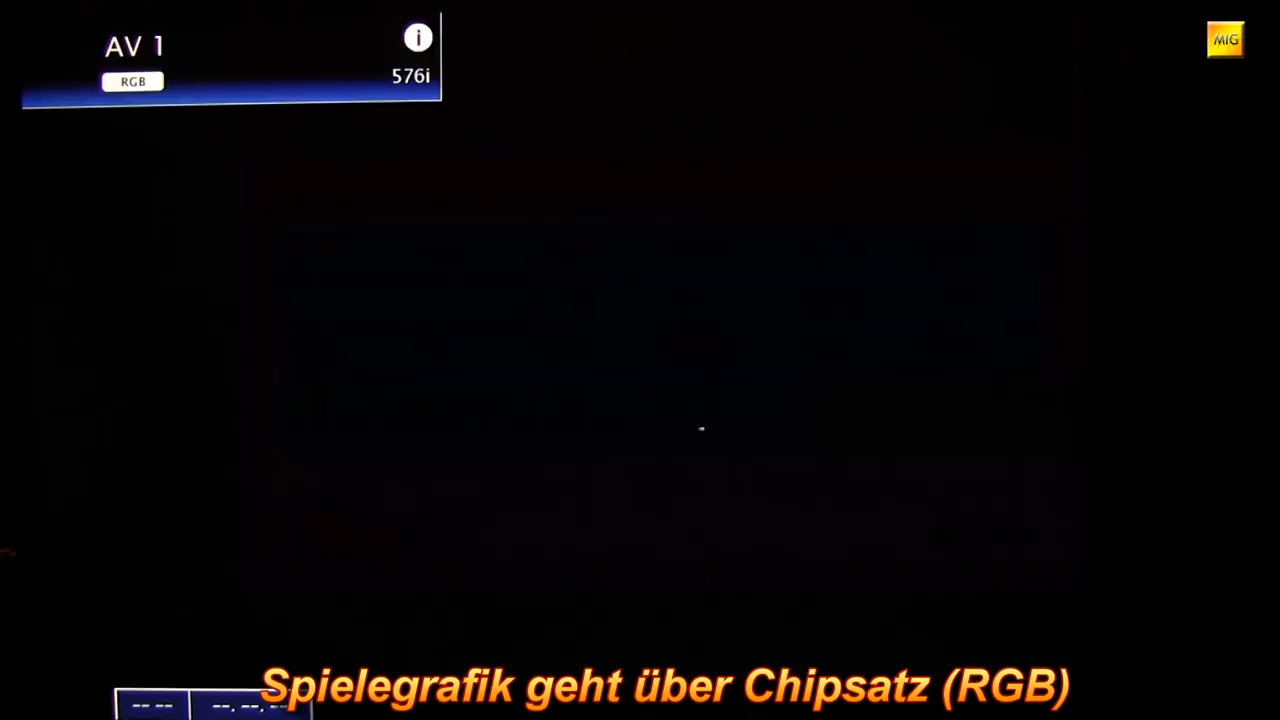 AV 1
RGB
576i
i
MIG
-- --   --. --. --
Spielegrafik geht über Chipsatz (RGB)